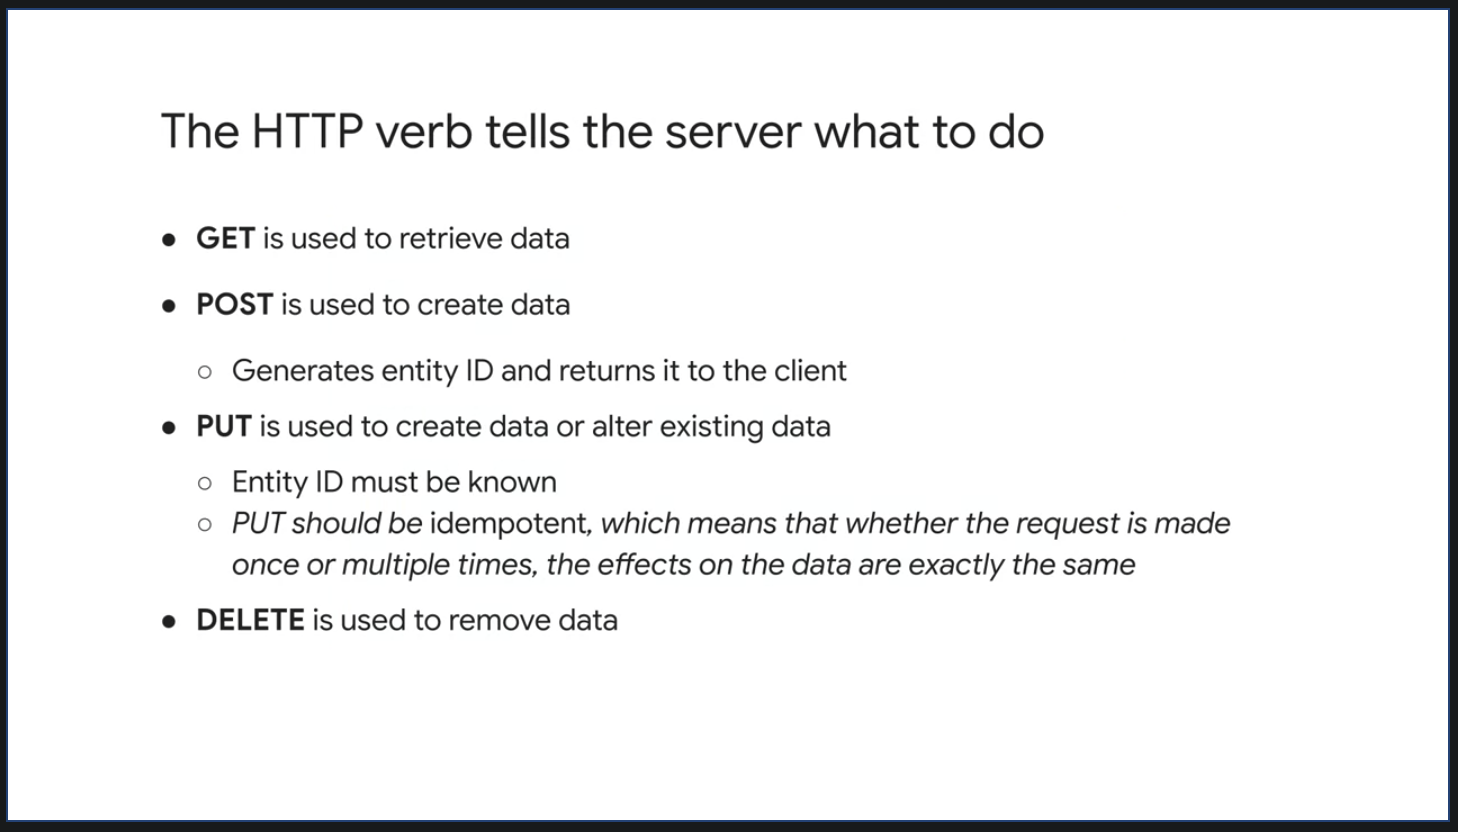 The HTTP verb tells the server what to do
● GET is used to retrieve data
● POST is used to create data
○ Generates entity ID and returns it to the client
● PUT is used to create data or alter existing data
○ Entity ID must be known
○ PUT should be idempotent, which means that whether the request is made
once or multiple times, the effects on the data are exactly the same
● DELETE is used to remove data